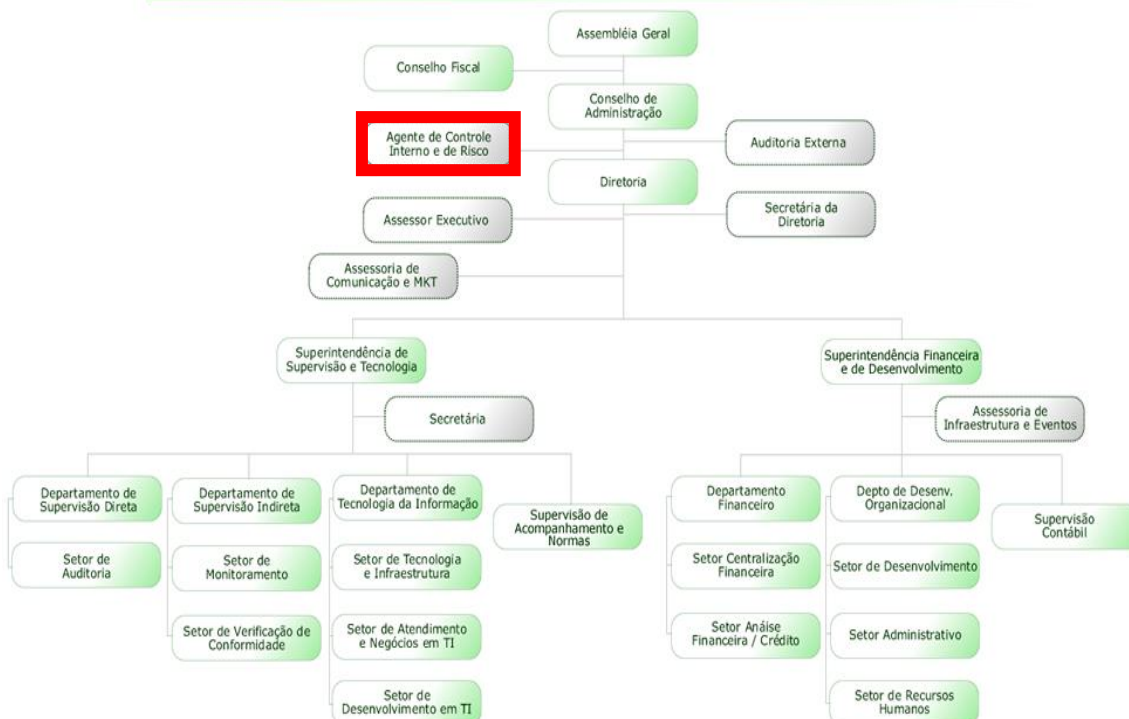 Assembléia Geral
Conselho Fiscal
Conselho de
Administração
Agente de Controle
Interno e de Risco
Auditoria Externa
Diretoria
Assessor Executivo
Secretária da
Diretoria
Assessoria de
Comunicação e MKT
Superintendência de
Supervisão e Tecnologia
Superintendência Financeira
e de Desenvolvimento
Secretária
Assessoria de
Infraestrutura e Eventos
Departamento de
Supervisão Direta
Departamento de
Supervisão Indireta
Departamento de
Tecnologia da Informação
Supervisão de
Acompanhamento e
Normas
Departamento
Financeiro
Depto de Desenv.
Organizacional
Supervisão
Contábil
Setor de
Auditoria
Setor de
Monitoramento
Setor de Tecnologia
e Infraestrutura
Setor Centralização
Financeira
Setor de Desenvolvimento
Setor de Verificação de
Conformidade
Setor de Atendimento
e Negócios em TI
Setor Anáise
Financeira / Crédito
Setor Administrativo
Setor de
Desenvolvimento em TI
Setor de Recursos
Humanos